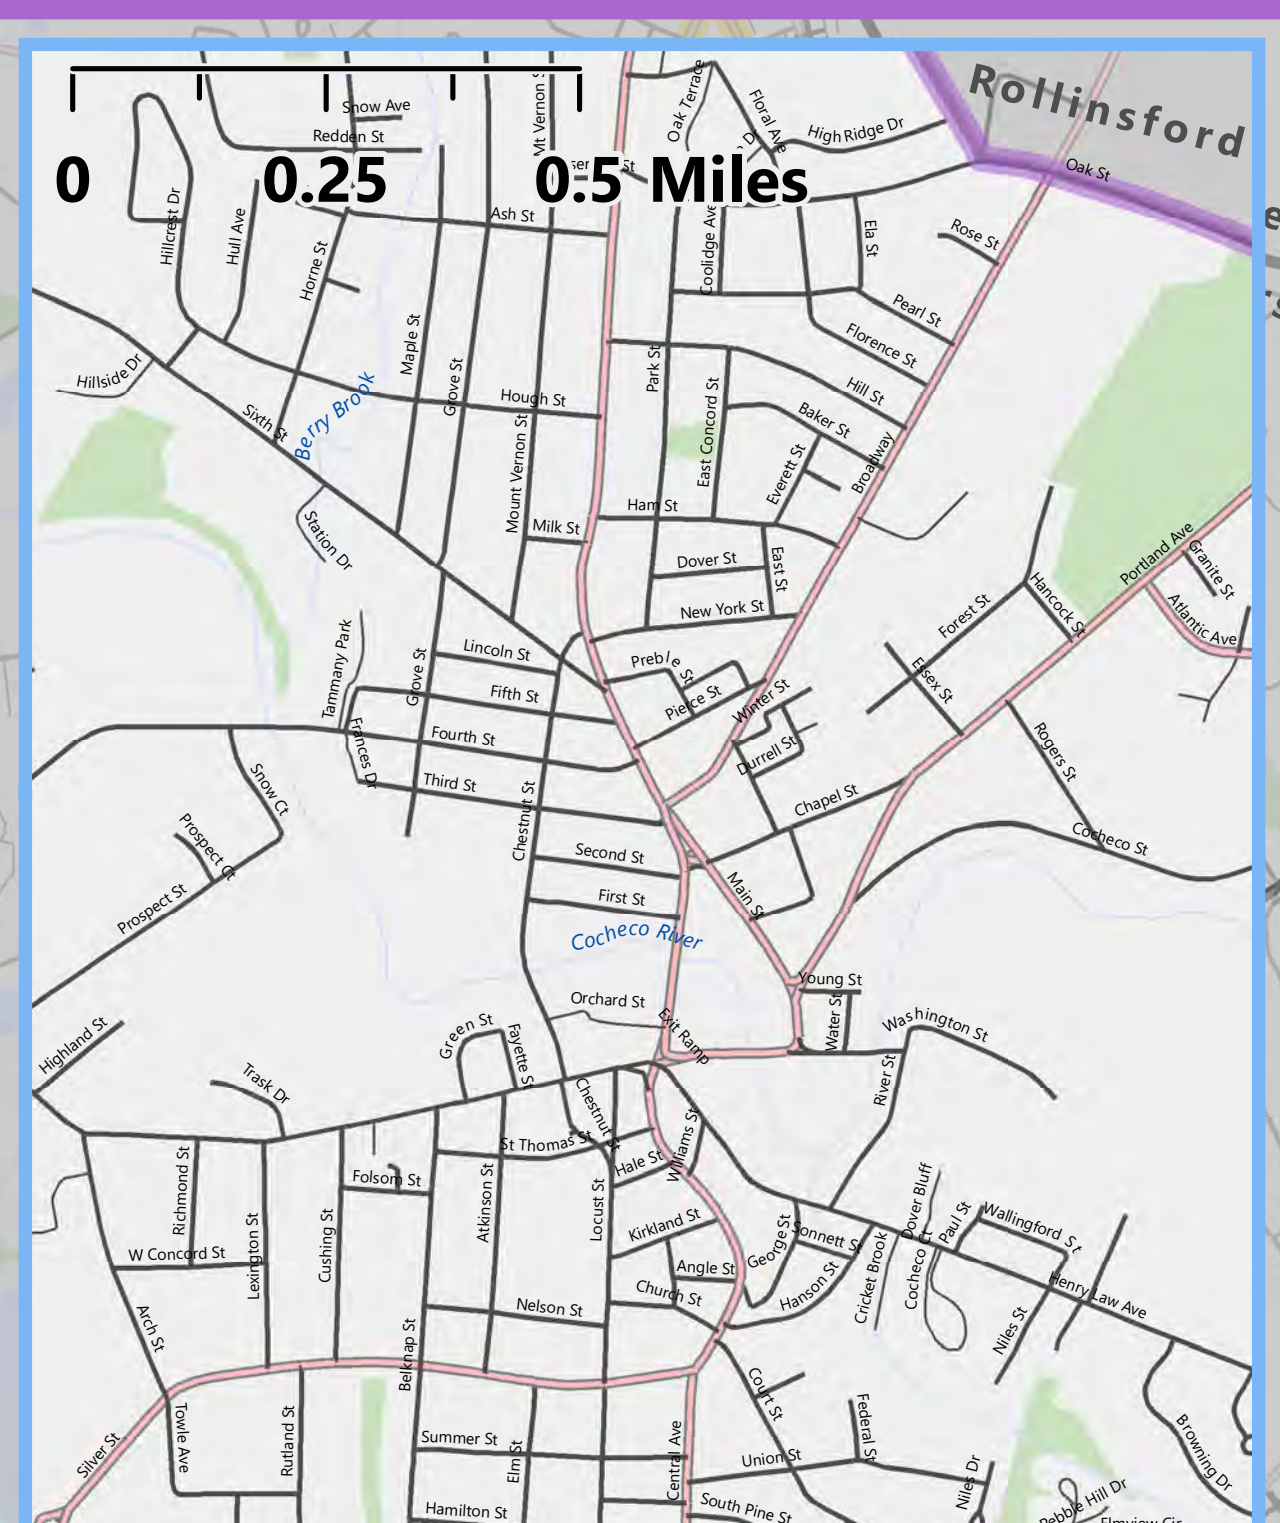 Rollinsford
0
0.25
0.5 Miles
Snow Ave
Redden St
Mt Vernon S
Oak Terrace
Floral Ave
High Ridge Dr
Dr
St
Oak St
Hillcrest Dr
Hull Ave
Ash St
Coolidge Ave
Ela St
Rose St
Horne St
Pearl St
Florence St
Maple St
Grove St
Park St
Hillside Dr
Berry Brook
Hough St
Hill St
East Concord St
Baker St
Sixth St
Mount Vernon St
Everett St
Broadway
Ham St
Milk St
Station Dr
Dover St
East St
Portland Ave
Granite St
Hancock St
Forest St
Atlantic Ave
New York St
Tammany Park
Grove St
Lincoln St
Preble St
Essex St
Fifth St
Pierce St
Winter St
Frances Dr
Fourth St
Durrell St
Rogers St
Third St
Snow Ct
Chestnut St
Chapel St
Prospect Ct
Second St
Cocheco St
Prospect St
First St
Main St
Cocheco River
Young St
Orchard St
Exit Ramp
Water St
Washington St
Highland St
Green St
Fayette St
Trask Dr
Chestnut St
River St
St Thomas St
Williams St
Hale St
Folsom St
Richmond St
Atkinson St
Locust St
Dover Bluff
Paul St
Wallingford St
Kirkland St
George St
Sonnett St
Lexington St
Cushing St
W Concord St
Angle St
Hanson St
Cricket Brook
Cocheco Ct
Henry Law Ave
Church St
Nelson St
Arch St
Niles St
Belknap St
Court St
Federal St
Browning Dr
Towle Ave
Rutland St
Silver St
Summer St
Elm St
Central Ave
Union St
Niles Dr
Hamilton St
South Pine St
Pebble Hill Dr
Elmview Cir